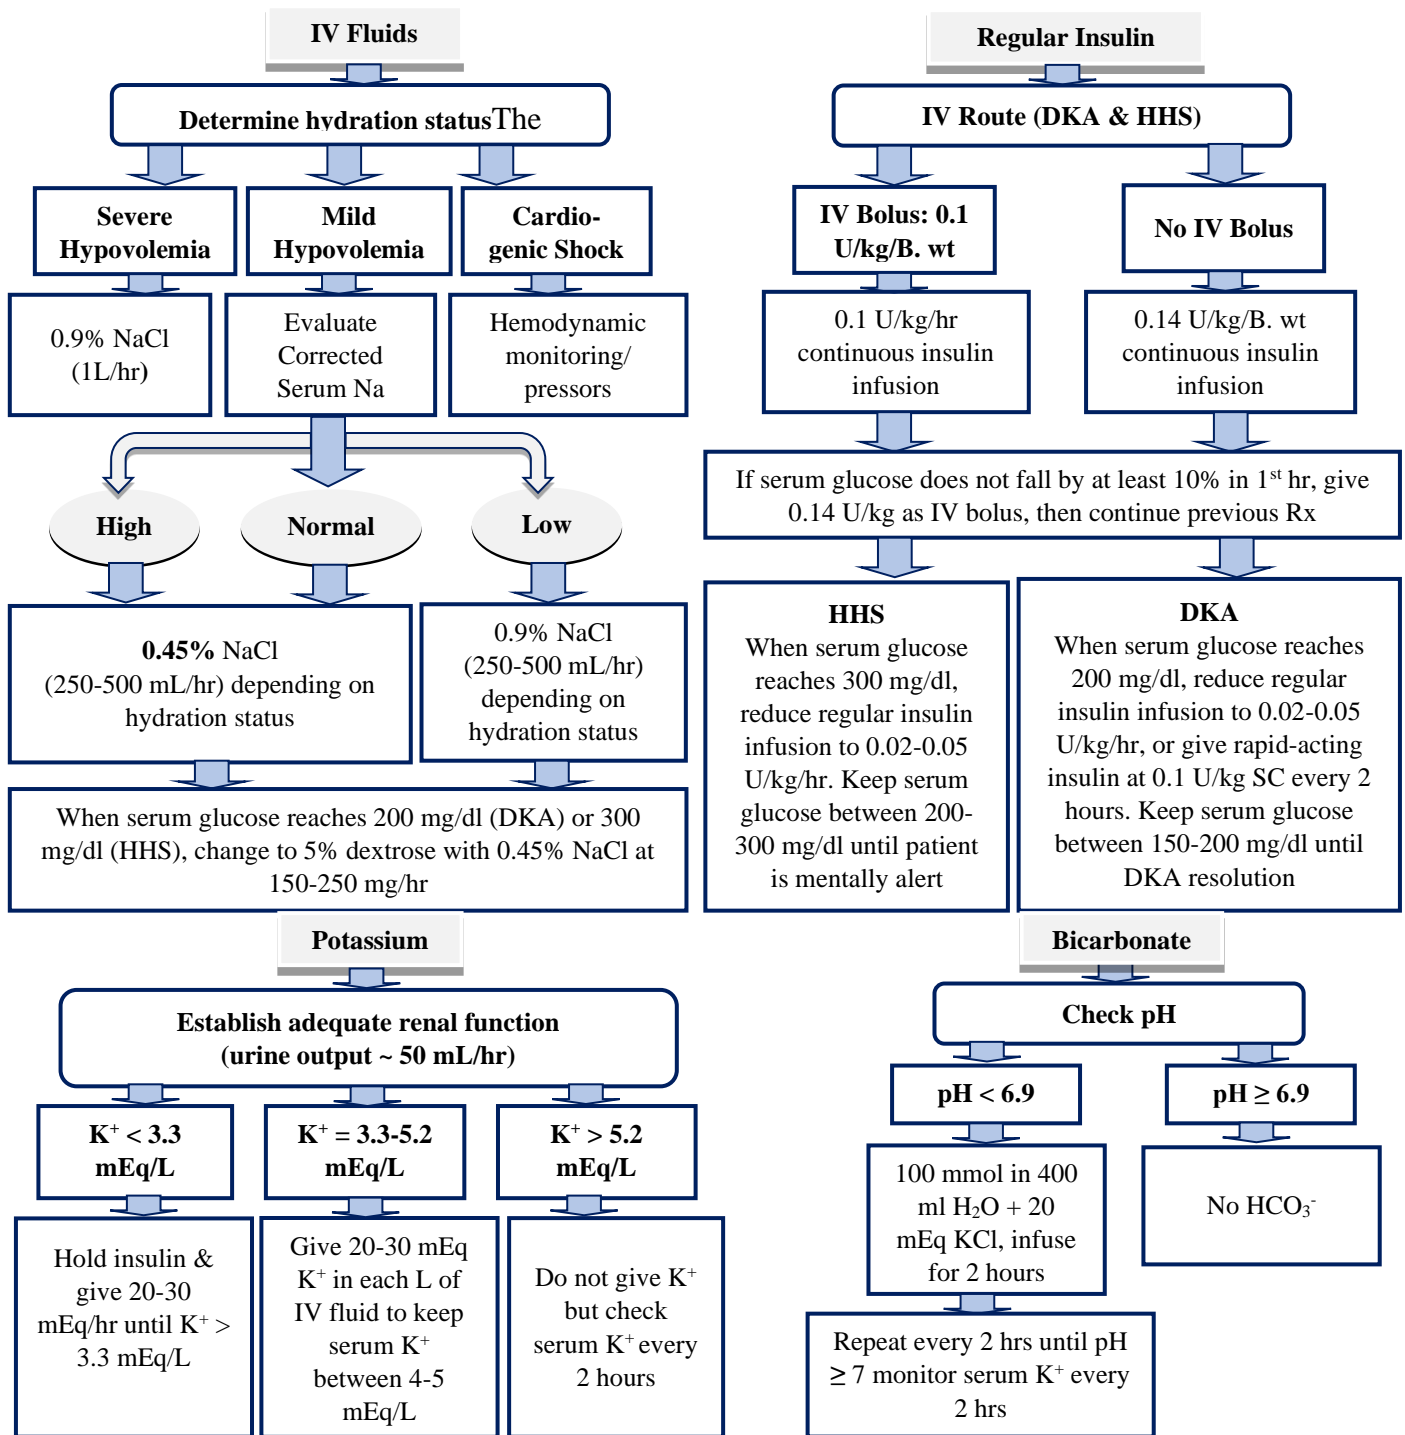 IV Fluids
Determine hydration statusThe
Severe
Hypovolemia
Mild
Hypovolemia
Cardio-
genic Shock
0.9% NaCl
(1L/hr)
Evaluate
Corrected
Serum Na
Hemodynamic
monitoring/
pressors
High
Normal
Low
0.45% NaCl
(250-500 mL/hr) depending on
hydration status
0.9% NaCl
(250-500 mL/hr)
depending on
hydration status
When serum glucose reaches 200 mg/dl (DKA) or 300
mg/dl (HHS), change to 5% dextrose with 0.45% NaCl at
150-250 mg/hr
Regular Insulin
IV Route (DKA & HHS)
IV Bolus: 0.1
U/kg/B. wt
No IV Bolus
0.1 U/kg/hr
continuous insulin
infusion
0.14 U/kg/B. wt
continuous insulin
infusion
If serum glucose does not fall by at least 10% in 1st hr, give
0.14 U/kg as IV bolus, then continue previous Rx
HHS
When serum glucose
reaches 300 mg/dl,
reduce regular insulin
infusion to 0.02-0.05
U/kg/hr. Keep serum
glucose between 200-
300 mg/dl until patient
is mentally alert
DKA
When serum glucose reaches
200 mg/dl, reduce regular
insulin infusion to 0.02-0.05
U/kg/hr, or give rapid-acting
insulin at 0.1 U/kg SC every 2
hours. Keep serum glucose
between 150-200 mg/dl until
DKA resolution
Potassium
Establish adequate renal function
(urine output ~ 50 mL/hr)
K+ < 3.3
mEq/L
K+ = 3.3-5.2
mEq/L
K+ > 5.2
mEq/L
Hold insulin &
give 20-30
mEq/hr until K+ >
3.3 mEq/L
Give 20-30 mEq
K+ in each L of
IV fluid to keep
serum K+
between 4-5
mEq/L
Do not give K+
but check
serum K+ every
2 hours
Bicarbonate
Check pH
pH < 6.9
pH ≥ 6.9
100 mmol in 400
ml H2O + 20
mEq KCl, infuse
for 2 hours
No HCO3-
Repeat every 2 hrs until pH
≥ 7 monitor serum K+ every
2 hrs